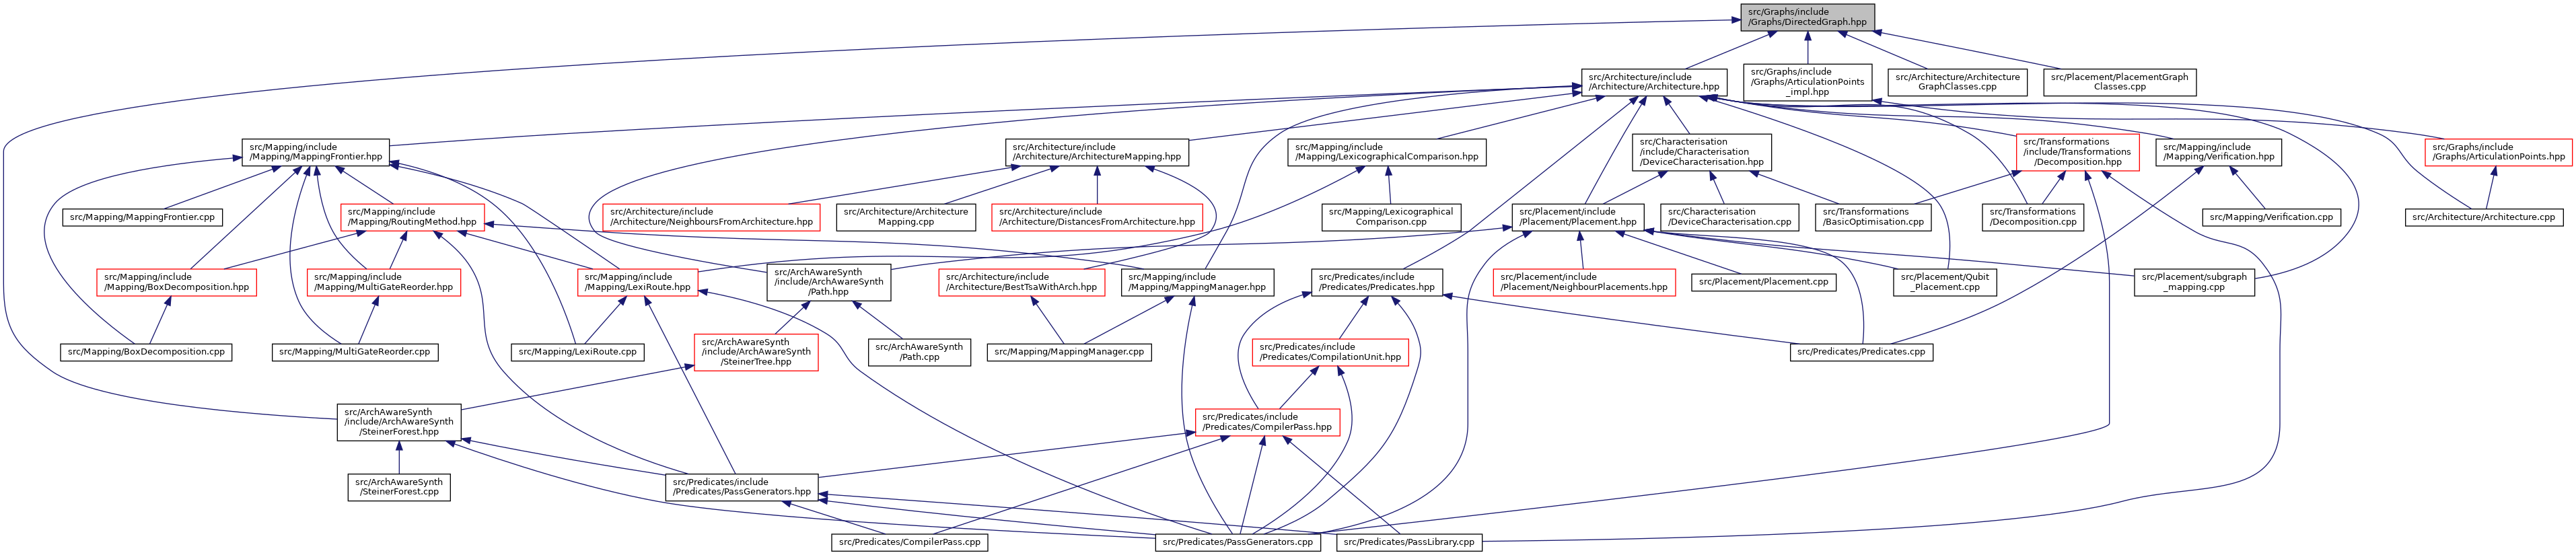 src/Graphs/include
/Graphs/DirectedGraph.hpp
src/Architecture/include
/Architecture/Architecture.hpp
src/Graphs/include
/Graphs/ArticulationPoints
_impl.hpp
src/Architecture/Architecture
GraphClasses.cpp
src/Placement/PlacementGraph
Classes.cpp
src/Mapping/include
/Mapping/MappingFrontier.hpp
src/Architecture/include
/Architecture/ArchitectureMapping.hpp
src/Mapping/include
/Mapping/LexicographicalComparison.hpp
src/Characterisation
/include/Characterisation
/DeviceCharacterisation.hpp
src/Transformations
/include/Transformations
/Decomposition.hpp
src/Mapping/include
/Mapping/Verification.hpp
src/Graphs/include
/Graphs/ArticulationPoints.hpp
src/Mapping/MappingFrontier.cpp
src/Mapping/include
/Mapping/RoutingMethod.hpp
src/Architecture/include
/Architecture/NeighboursFromArchitecture.hpp
src/Architecture/Architecture
Mapping.cpp
src/Architecture/include
/Architecture/DistancesFromArchitecture.hpp
src/Mapping/Lexicographical
Comparison.cpp
src/Placement/include
/Placement/Placement.hpp
src/Characterisation
/DeviceCharacterisation.cpp
src/Transformations
/BasicOptimisation.cpp
src/Transformations
/Decomposition.cpp
src/Mapping/Verification.cpp
src/Architecture/Architecture.cpp
src/Mapping/include
/Mapping/BoxDecomposition.hpp
src/Mapping/include
/Mapping/MultiGateReorder.hpp
src/Mapping/include
/Mapping/LexiRoute.hpp
src/ArchAwareSynth
/include/ArchAwareSynth
/Path.hpp
src/Architecture/include
/Architecture/BestTsaWithArch.hpp
src/Mapping/include
/Mapping/MappingManager.hpp
src/Predicates/include
/Predicates/Predicates.hpp
src/Placement/include
/Placement/NeighbourPlacements.hpp
src/Placement/Placement.cpp
src/Placement/Qubit
_Placement.cpp
src/Placement/subgraph
_mapping.cpp
src/Mapping/BoxDecomposition.cpp
src/Mapping/MultiGateReorder.cpp
src/Mapping/LexiRoute.cpp
src/ArchAwareSynth
/include/ArchAwareSynth
/SteinerTree.hpp
src/ArchAwareSynth
/Path.cpp
src/Mapping/MappingManager.cpp
src/Predicates/include
/Predicates/CompilationUnit.hpp
src/Predicates/Predicates.cpp
src/ArchAwareSynth
/include/ArchAwareSynth
/SteinerForest.hpp
src/Predicates/include
/Predicates/CompilerPass.hpp
src/ArchAwareSynth
/SteinerForest.cpp
src/Predicates/include
/Predicates/PassGenerators.hpp
src/Predicates/CompilerPass.cpp
src/Predicates/PassGenerators.cpp
src/Predicates/PassLibrary.cpp